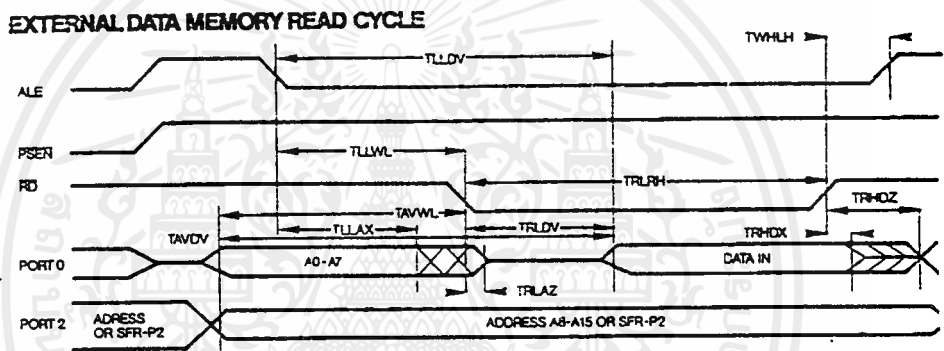 EXTERNAL DATA MEMORY READ CYCLE
TWHLH
TLLDV
ALE
PSEN
TLLWL
TRLRH
RD
TAVWL
TRHDZ
TAVDV
TLLAX
TRLDV
TRHDX
PORT 0
A0-A7
DATA IN
TRLAZ
PORT 2
ADRESS
OR SFR-P2
ADDRESS A8-A15 OR SFR-P2